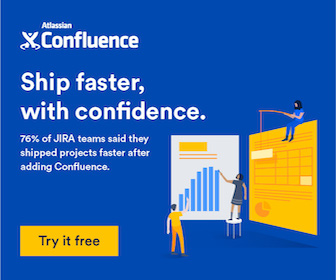 Atlassian
Confluence
Ship faster,
with confidence.
76% of JIRA teams said they
shipped projects faster after
adding Confluence.
Try it free